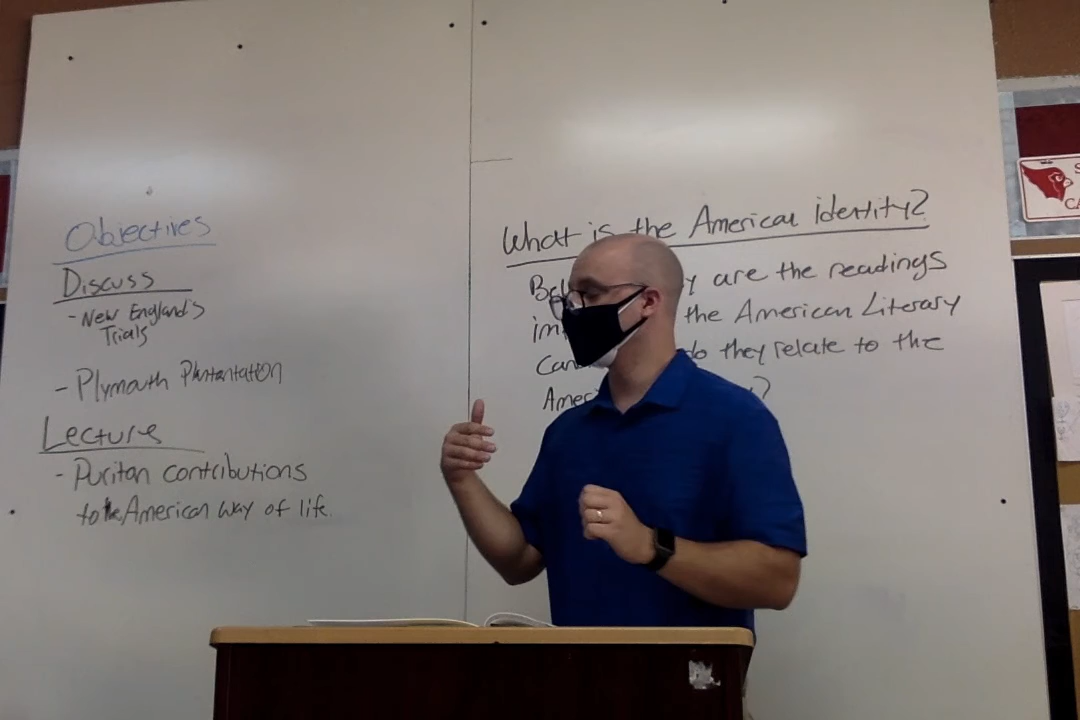 Objectives
Discuss
- New England's
Trials
- Plymouth Plantantation
Lecture
- Puritan contributions
to the American way of life.
What is the American identity?
are the readings
the American Literary
do they relate to the
?